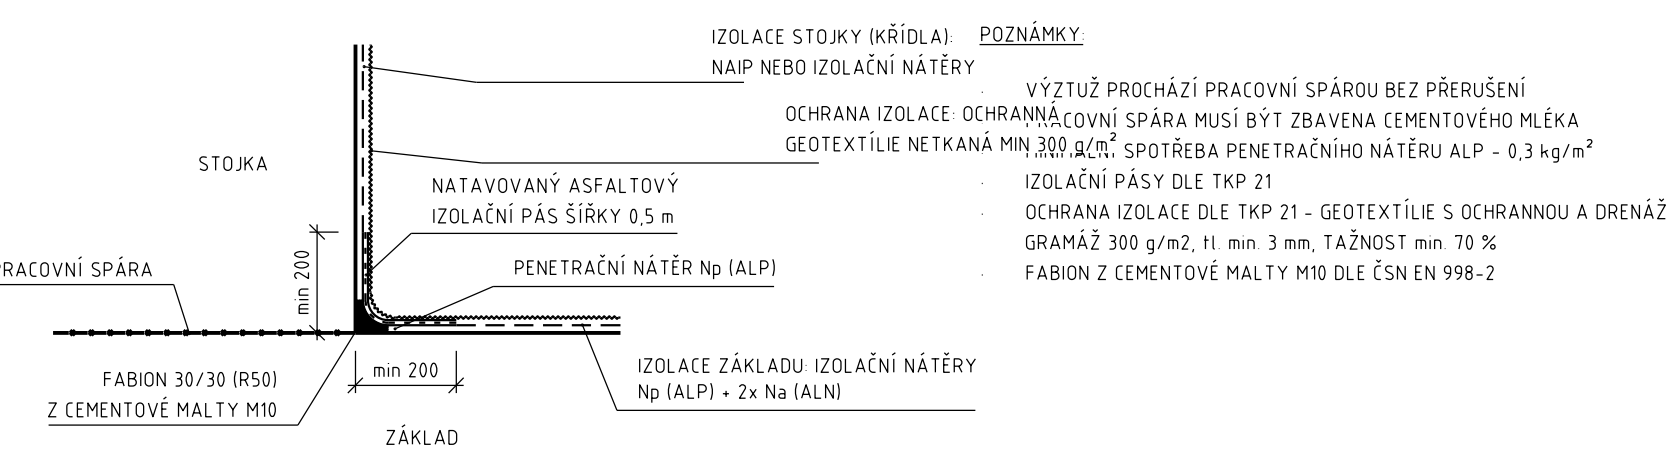 IZOLACE STOJKY (KŘÍDLA):
NAIP NEBO IZOLAČNÍ NÁTĚRY
OCHRANA IZOLACE: OCHRANNÁ
GEOTEXTÍLIE NETKANÁ MIN 300 g/m²
STOJKA
NATAVOVANÝ ASFALTOVÝ
IZOLAČNÍ PÁS ŠÍŘKY 0,5 m
min 200
PRACOVNÍ SPÁRA
PENETRAČNÍ NÁTĚR Np (ALP)
FABION 30/30 (R50)
Z CEMENTOVÉ MALTY M10
min 200
IZOLACE ZÁKLADU: IZOLAČNÍ NÁTĚRY
Np (ALP) + 2x Na (ALN)
ZÁKLAD
POZNÁMKY:
VÝZTUŽ PROCHÁZÍ PRACOVNÍ SPÁROU BEZ PŘERUŠENÍ
PRACOVNÍ SPÁRA MUSÍ BÝT ZBAVENA CEMENTOVÉHO MLÉKA
MINIMÁLNÍ SPOTŘEBA PENETRAČNÍHO NÁTĚRU ALP - 0,3 kg/m²
IZOLAČNÍ PÁSY DLE TKP 21
OCHRANA IZOLACE DLE TKP 21 - GEOTEXTÍLIE S OCHRANNOU A DRENÁŽ
GRAMÁŽ 300 g/m2, tl. min. 3 mm, TAŽNOST min. 70 %
FABION Z CEMENTOVÉ MALTY M10 DLE ČSN EN 998-2